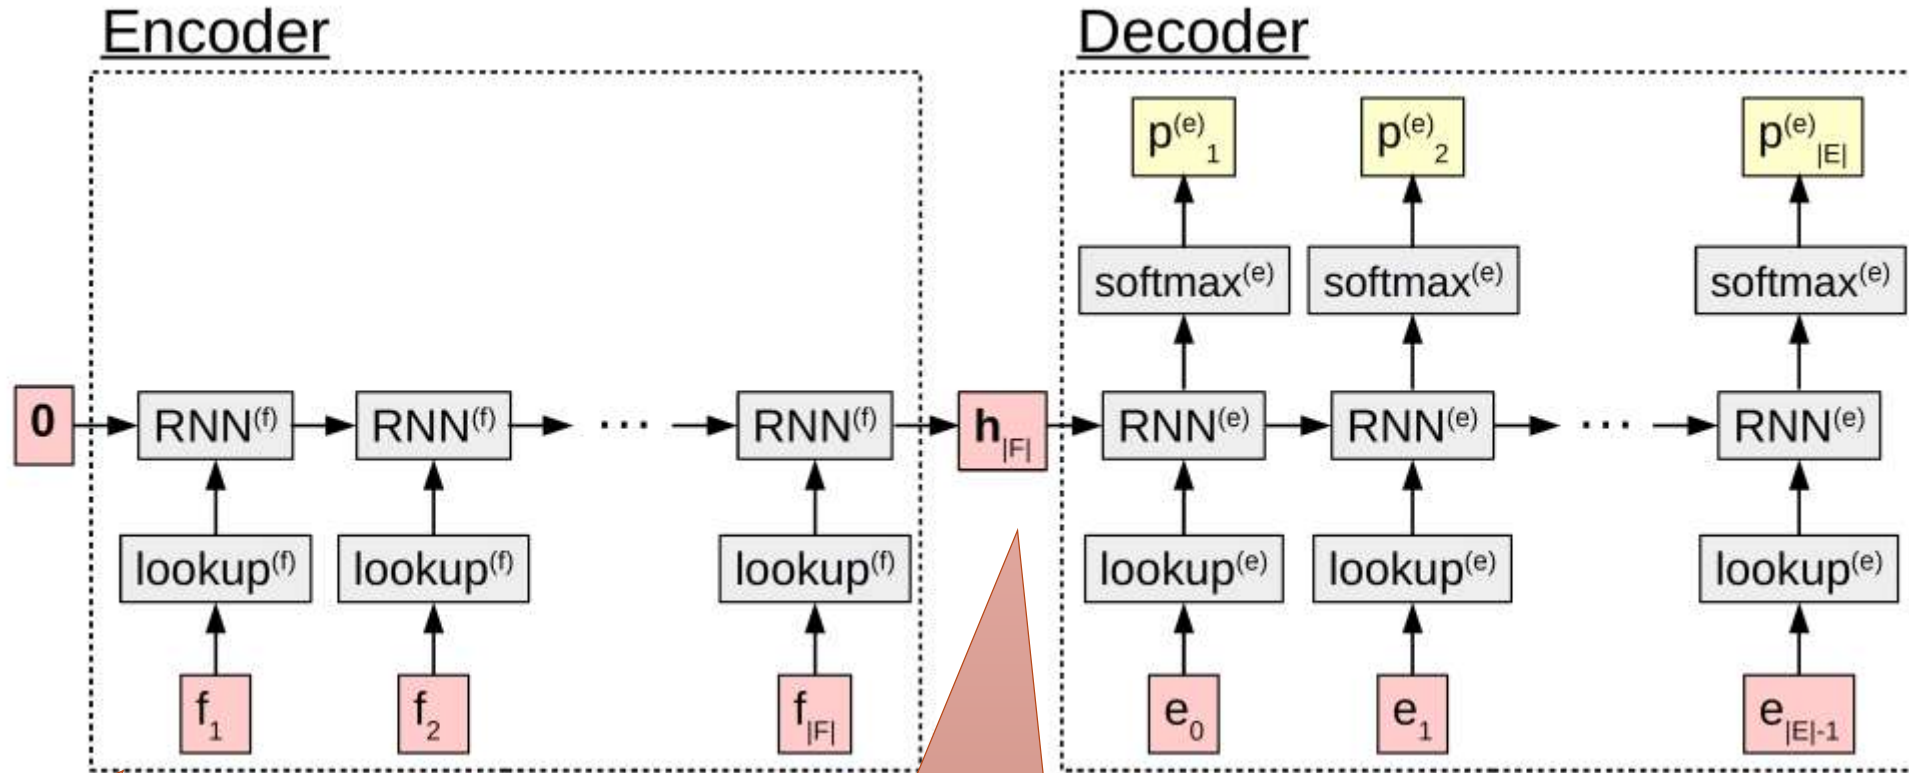 Encoder Decoder
p(e)1 p(e)2 p(e)|E|
softmax(e) softmax(e) softmax(e)
0 RNN(f) RNN(f) ... RNN(f) h|F| RNN(e) RNN(e) ... RNN(e)
lookup(f) lookup(f) lookup(f) lookup(e) lookup(e) lookup(e)
f1 f2 f|F| e0 e1 e|E|-1